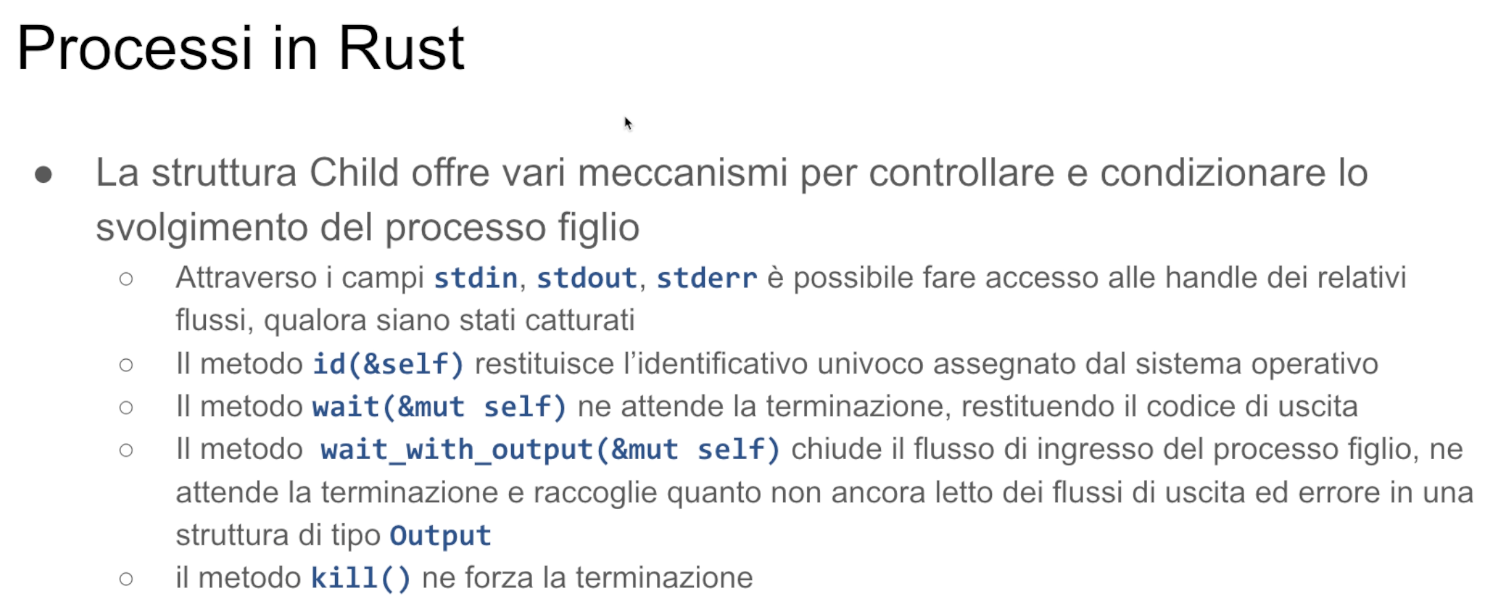 Processi in Rust
● La struttura Child offre vari meccanismi per controllare e condizionare lo
svolgimento del processo figlio
○ Attraverso i campi stdin, stdout, stderr è possibile fare accesso alle handle dei relativi
flussi, qualora siano stati catturati
○ Il metodo id(&self) restituisce l’identificativo univoco assegnato dal sistema operativo
○ Il metodo wait(&mut self) ne attende la terminazione, restituendo il codice di uscita
○ Il metodo wait_with_output(&mut self) chiude il flusso di ingresso del processo figlio, ne
attende la terminazione e raccoglie quanto non ancora letto dei flussi di uscita ed errore in una
struttura di tipo Output
○ il metodo kill() ne forza la terminazione